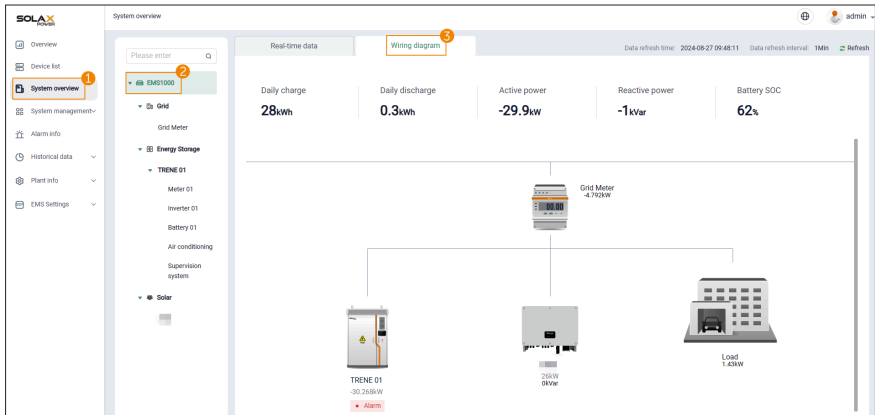 SOLAX
POWER
System overview
admin
Overview
Device list
System overview
1
System management
Alarm info
Historical data
Plant info
EMS Settings
Please enter
2
EMS1000
Grid
Grid Meter
Energy Storage
TRENE 01
Meter 01
Inverter 01
Battery 01
Air conditioning
Supervision
system
Solar
Real-time data
Wiring diagram
3
Data refresh time: 2024-08-27 09:48:11 Data refresh interval: 1Min Refresh
Daily charge
28kWh
Daily discharge
0.3kWh
Active power
-29.9kW
Reactive power
-1kVar
Battery SOC
62%
Grid Meter
-4.792kW
00.00
TRENE 01
-30.268kW
Alarm
26kW
0kVar
Load
1.43kW